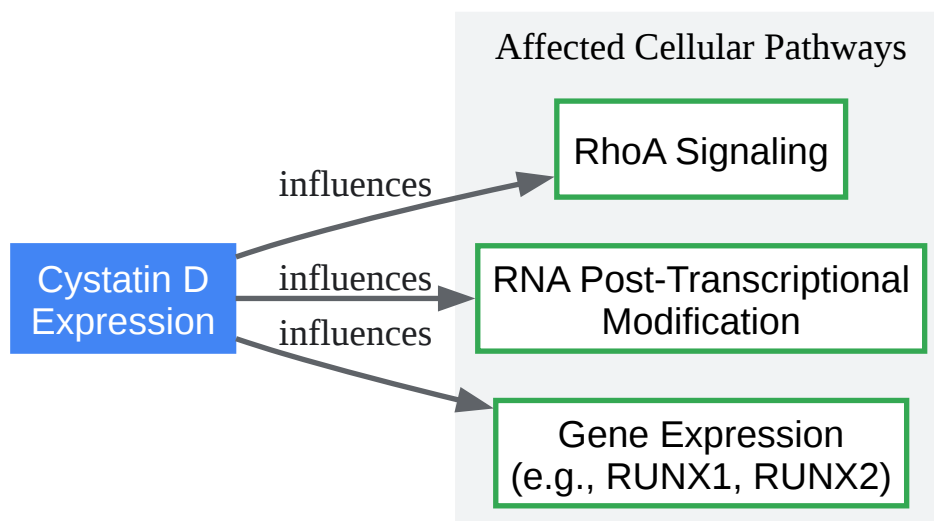 Affected Cellular Pathways
RhoA Signaling
influences
Cystatin D
Expression
influences
RNA Post-Transcriptional
Modification
influences
Gene Expression
(e.g., RUNX1, RUNX2)